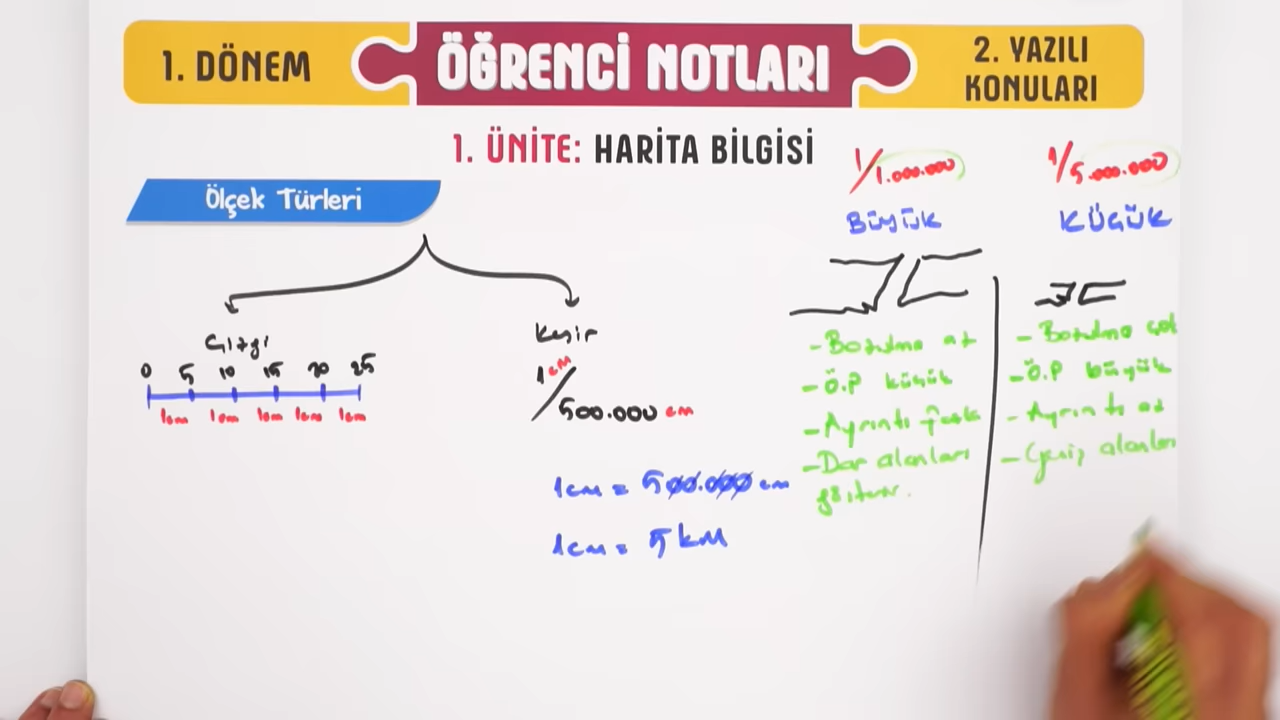 1. DÖNEM
ÖĞRENCİ NOTLARI
2. YAZILI
KONULARI
1. ÜNİTE: HARİTA BİLGİSİ
Ölçek Türleri
Çizgi
0 5 10 15 20 25
1cm 1cm 1cm 1cm 1cm
Kesir
1cm/500.000 cm
1cm = 500.000 cm
1cm = 5 km
1/1.000.000
BÜYÜK
- Bozulma az
- Ö.P küçük
- Ayrıntı fazla
- Dar alanları
gösterir.
1/5.000.000
KÜÇÜK
- Bozulma çok
- Ö.P büyük
- Ayrıntı az
- Geniş alanları